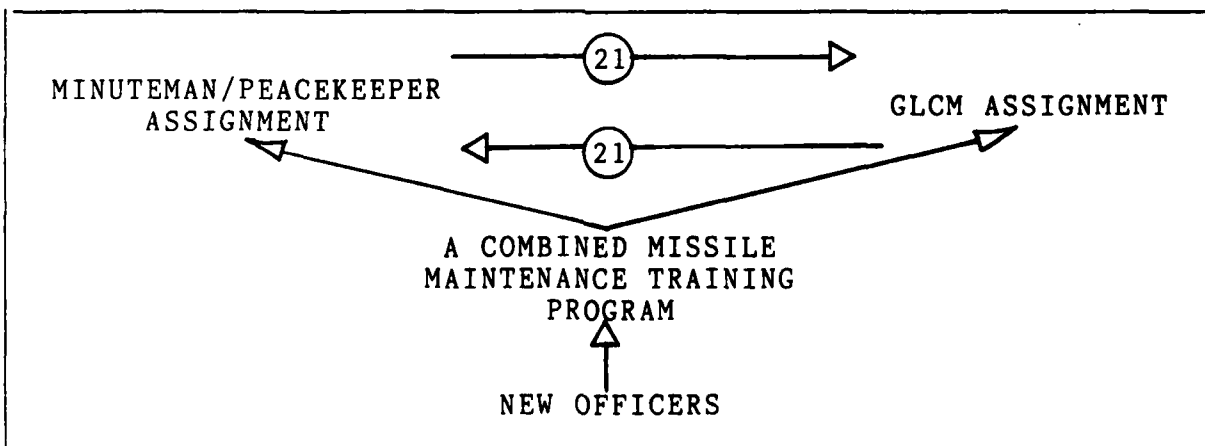 21
MINUTEMAN/PEACEKEEPER
ASSIGNMENT
GLCM ASSIGNMENT
21
A COMBINED MISSILE
MAINTENANCE TRAINING
PROGRAM
NEW OFFICERS